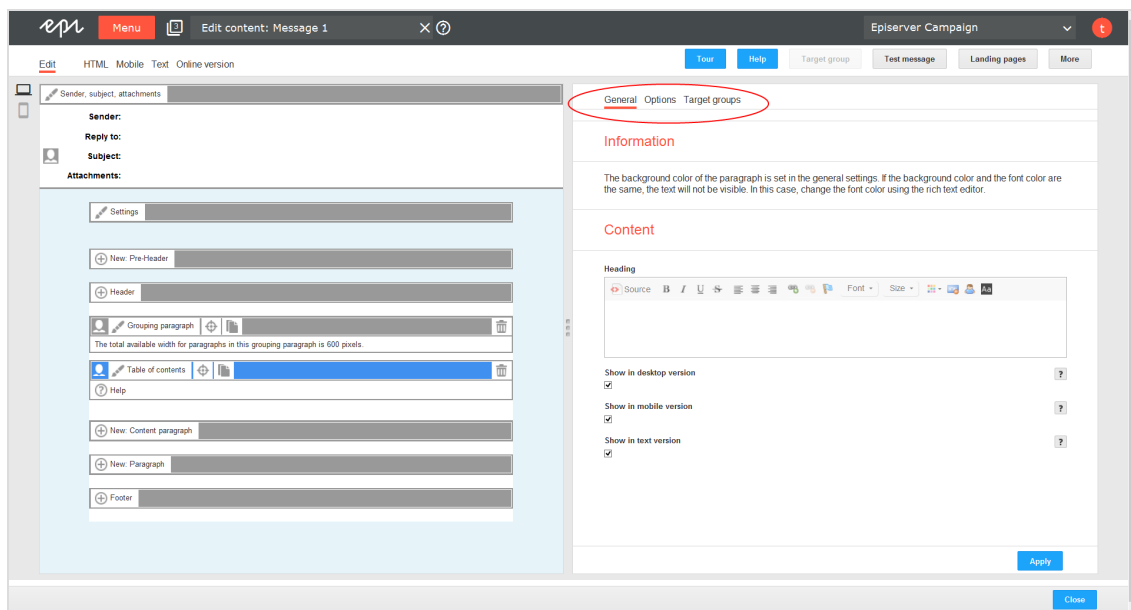 epi Menu 3 Edit content: Message 1 Episerver Campaign t
Edit HTML Mobile Text Online version Tour Help Target group Test message Landing pages More
Sender, subject, attachments
Sender:
Reply to:
Subject:
Attachments:
Settings
New: Pre-Header
Header
Grouping paragraph
The total available width for paragraphs in this grouping paragraph is 600 pixels.
Table of contents
? Help
New: Content paragraph
New: Paragraph
Footer
General Options Target groups
Information
The background color of the paragraph is set in the general settings. If the background color and the font color are
the same, the text will not be visible. In this case, change the font color using the rich text editor.
Content
Heading
Source B I U S Font Size Aa
Show in desktop version ?
Show in mobile version ?
Show in text version ?
Apply
Close